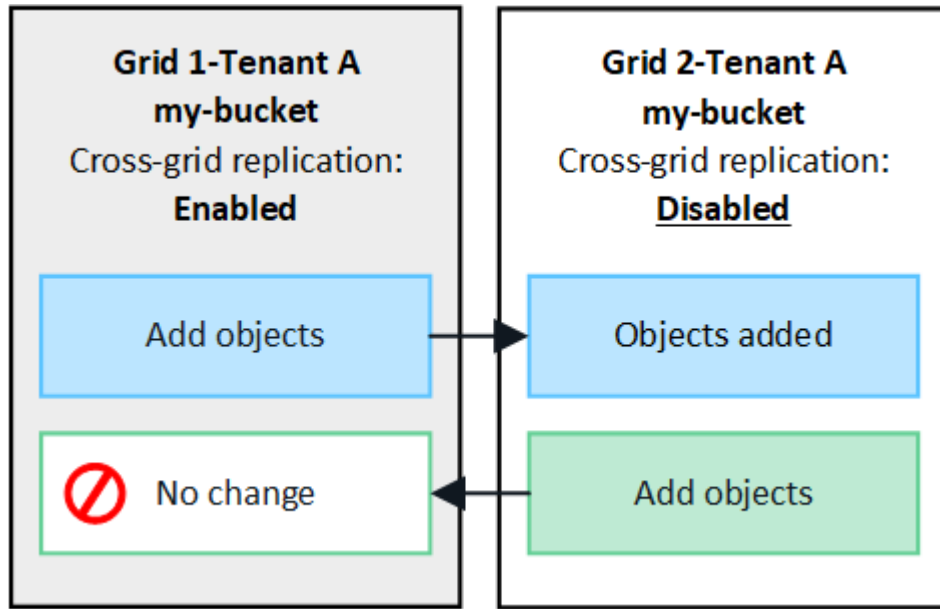 Grid 1-Tenant A
my-bucket
Cross-grid replication:
Enabled
Add objects
No change
Grid 2-Tenant A
my-bucket
Cross-grid replication:
Disabled
Objects added
Add objects